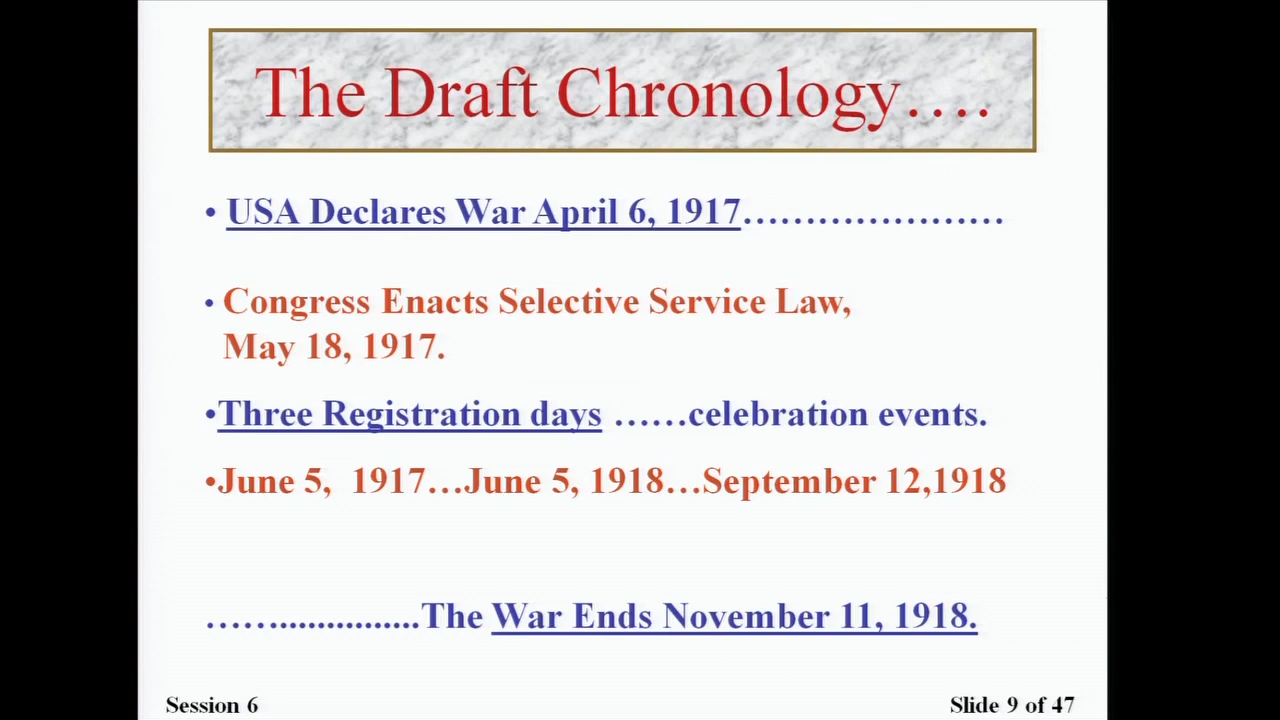 The Draft Chronology….
• USA Declares War April 6, 1917…………………
• Congress Enacts Selective Service Law,
May 18, 1917.
•Three Registration days ……celebration events.
•June 5,  1917…June 5, 1918…September 12,1918
……...............The War Ends November 11, 1918.
Session 6
Slide 9 of 47